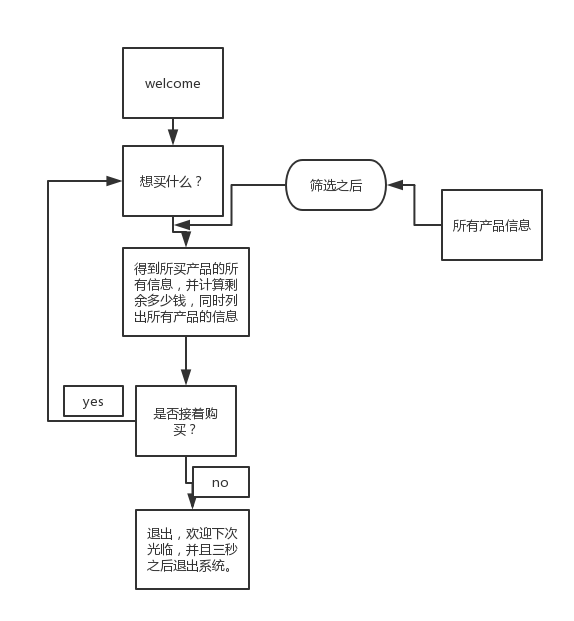 welcome
想买什么？
筛选之后
所有产品信息
得到所买产品的所
有信息，并计算剩
余多少钱，同时列
出所有产品的信息
yes
是否接着购
买？
no
退出，欢迎下次
光临，并且三秒
之后退出系统。